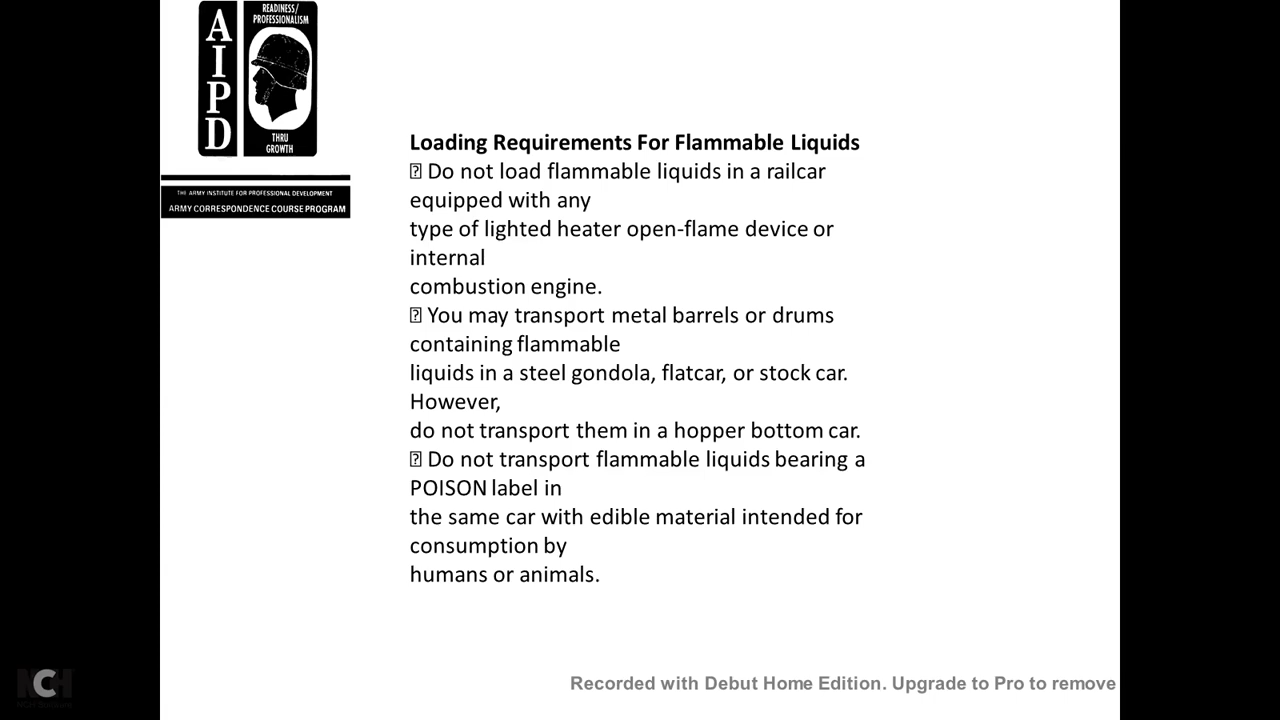 AIPD
READINESS/
PROFESSIONALISM
THRU
GROWTH
THE ARMY INSTITUTE FOR PROFESSIONAL DEVELOPMENT
ARMY CORRESPONDENCE COURSE PROGRAM
Loading Requirements For Flammable Liquids
⍰ Do not load flammable liquids in a railcar
equipped with any
type of lighted heater open-flame device or
internal
combustion engine.
⍰ You may transport metal barrels or drums
containing flammable
liquids in a steel gondola, flatcar, or stock car.
However,
do not transport them in a hopper bottom car.
⍰ Do not transport flammable liquids bearing a
POISON label in
the same car with edible material intended for
consumption by
humans or animals.
NCH
Recorded with Debut Home Edition. Upgrade to Pro to remove